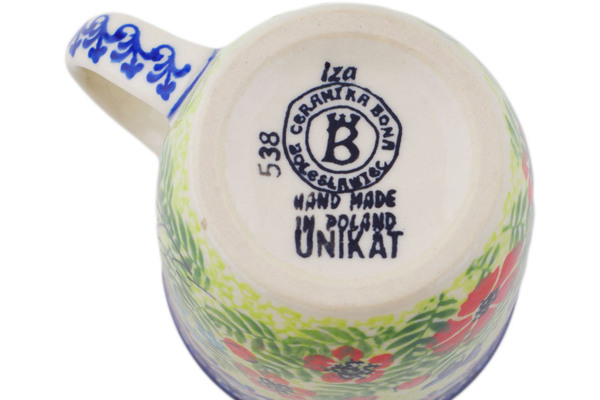 Iza
CERAMIKA BONA
B
BOLESŁAWIEC
538
HAND MADE
IN POLAND
UNIKAT